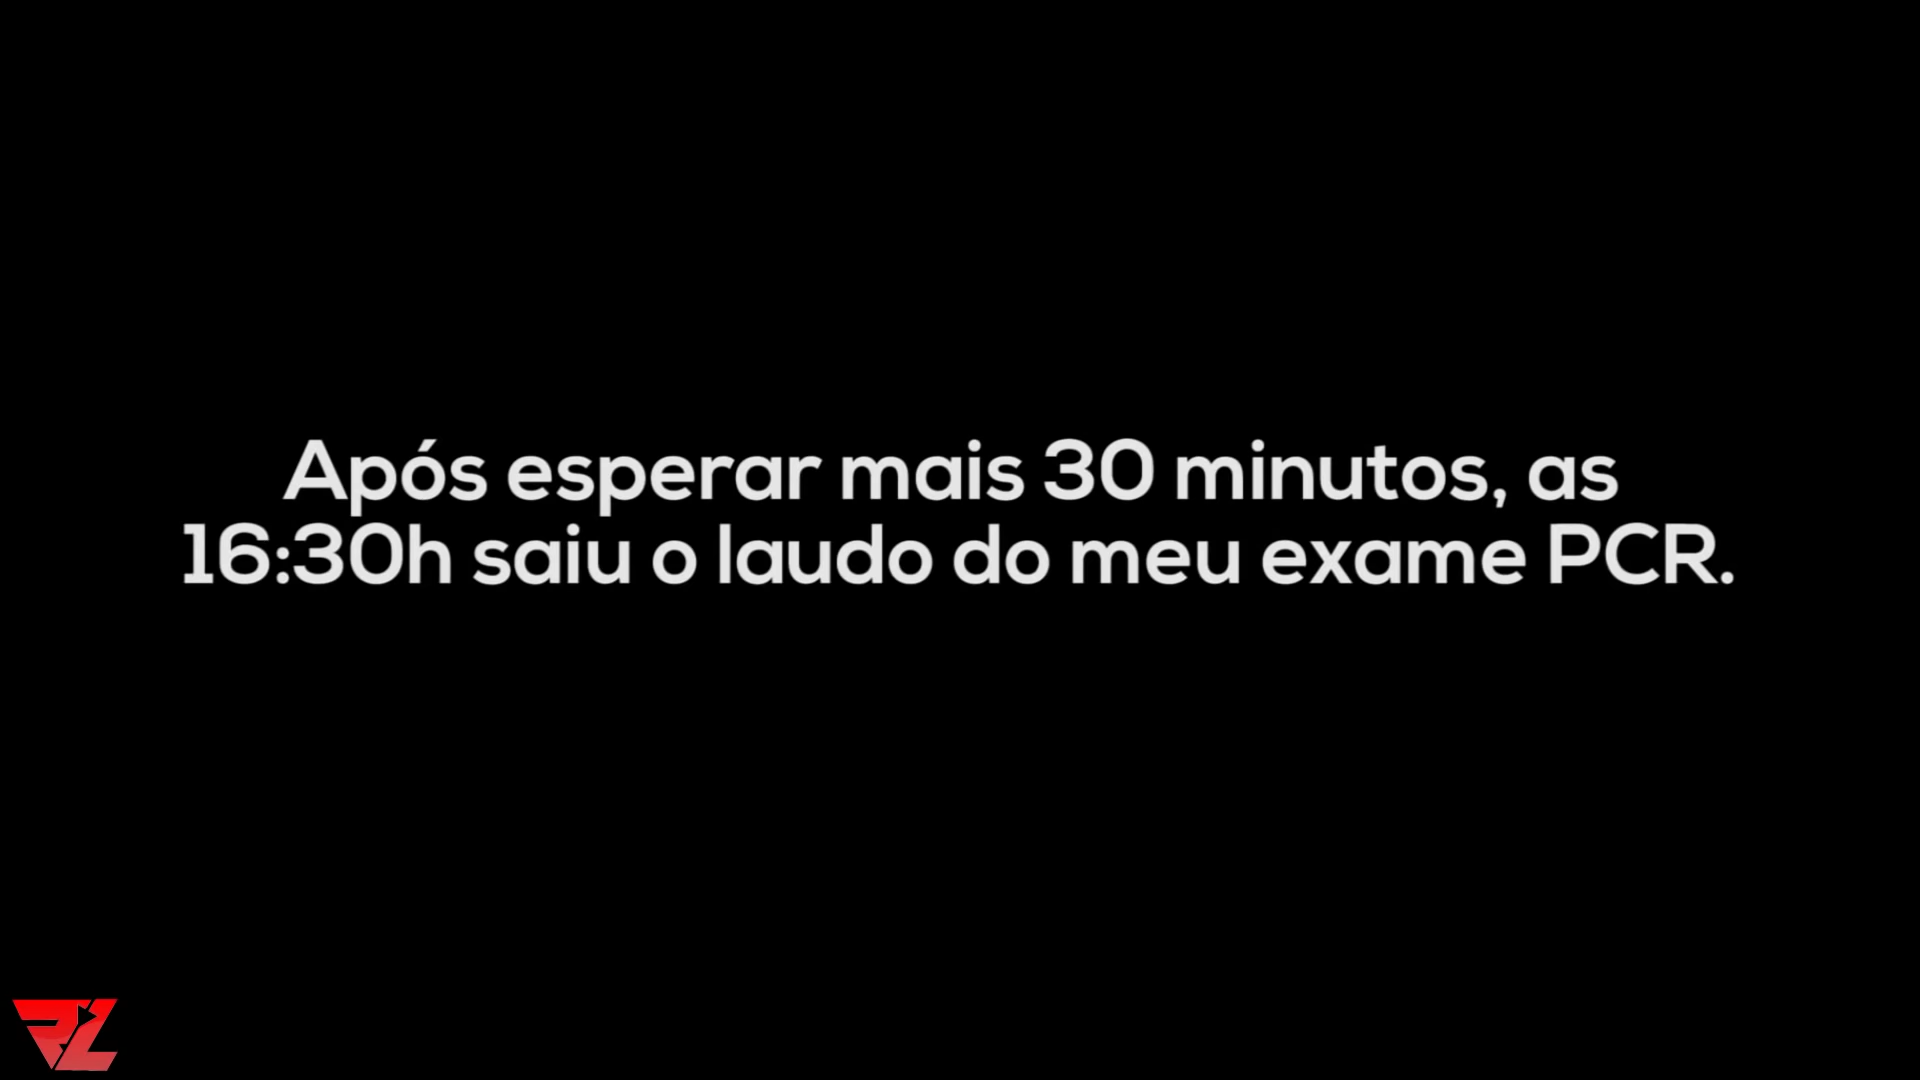 Após esperar mais 30 minutos, as
16:30h saiu o laudo do meu exame PCR.